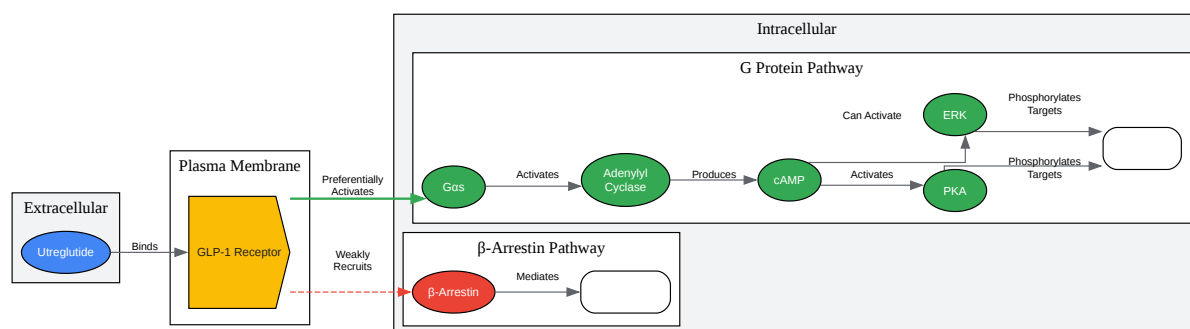 Intracellular
G Protein Pathway
Phosphorylates
Targets
Can Activate
ERK
Plasma Membrane
Preferentially
Activates
Gαs
Activates
Adenylyl
Cyclase
Produces
cAMP
Activates
PKA
Phosphorylates
Targets
Extracellular
Utreglutide
Binds
GLP-1 Receptor
Weakly
Recruits
β-Arrestin Pathway
β-Arrestin
Mediates